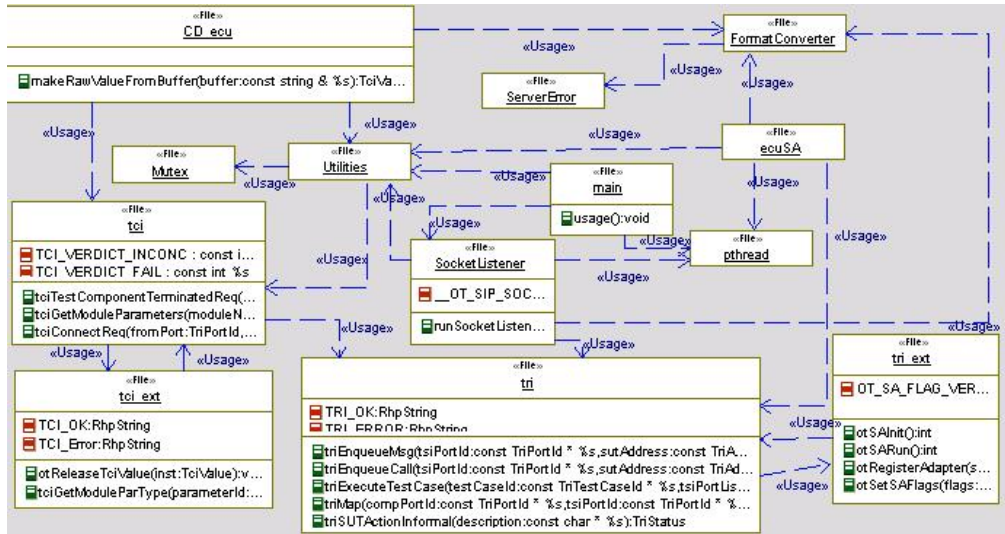 «File»
CD_ecu
makeRawValueFromBuffer(buffer:const string & %s):TciVa...
«File»
FormatConverter
«Usage»
«Usage»
«File»
ServerError
«Usage»
«Usage»
«Usage»
«File»
Mutex
«Usage»
«File»
Utilities
«Usage»
«File»
ecuSA
«Usage»
«File»
main
usage():void
«Usage»
«File»
tci
TCI_VERDICT_INCONC : const i...
TCI_VERDICT_FAIL : const int %s
tciTestComponentTerminatedReq(...
tciGetModuleParameters(moduleN...
tciConnectReq(fromPort:TriPortId,...
«Usage»
«Usage»
«File»
SocketListener
__OT_SIP_SOC...
runSocketListen...
«Usage»
«Usage»
«Usage»
«File»
pthread
«Usage»
«Usage»
«Usage»
«Usage»
«Usage»
«Usage»
«Usage»
«File»
tci_ext
TCI_OK:RhpString
TCI_Error:RhpString
otReleaseTciValue(inst:TciValue):v...
tciGetModuleParType(parameterId:...
«File»
tri
TRI_OK:RhpString
TRI_ERROR:RhpString
triEnqueueMsg(tsiPortId:const TriPortId * %s,sutAddress:const TriA...
triEnqueueCall(tsiPortId:const TriPortId * %s,sutAddress:const TriAd...
triExecuteTestCase(testCaseId:const TriTestCaseId * %s,tsiPortLis...
triMap(compPortId:const TriPortId * %s,tsiPortId:const TriPortId * %...
triSUTActionInformal(description:const char * %s):TriStatus
«Usage»
«Usage»
«File»
tri_ext
OT_SA_FLAG_VER...
otSAInit():int
otSARun():int
otRegisterAdapter(s...
otSetSAFlags(flags:...